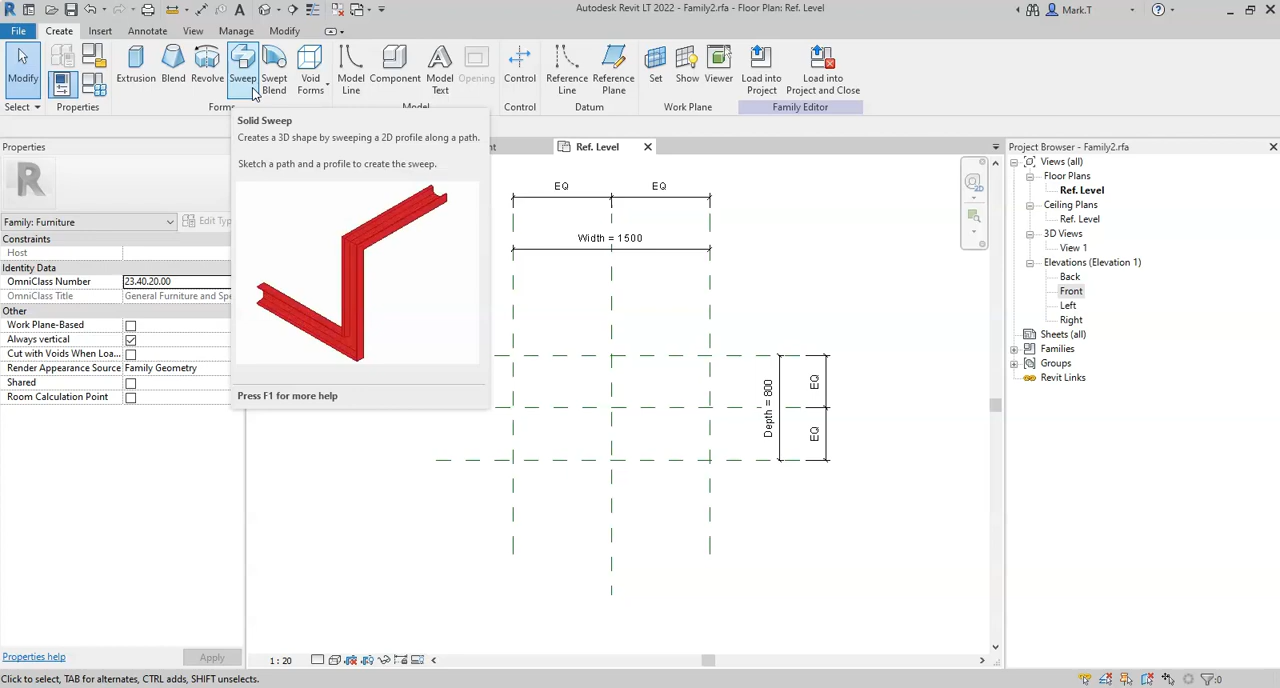 Autodesk Revit LT 2022 - Family2.rfa - Floor Plan: Ref. Level
Mark.T
File
Create
Insert
Annotate
View
Manage
Modify
Modify
Extrusion
Blend
Revolve
Sweep
Swept
Blend
Void
Forms
Model
Line
Component
Model
Text
Opening
Control
Reference
Line
Reference
Plane
Set
Show
Viewer
Load into
Project
Load into
Project and Close
Select
Properties
Control
Datum
Work Plane
Family Editor
Solid Sweep
Creates a 3D shape by sweeping a 2D profile along a path.
Sketch a path and a profile to create the sweep.
Press F1 for more help
Properties
Family: Furniture
Constraints
Host
Identity Data
OmniClass Number
23.40.20.00
OmniClass Title
Other
Work Plane-Based
Always vertical
Cut with Voids When Loa...
Render Appearance Source
Family Geometry
Shared
Room Calculation Point
Properties help
Apply
Ref. Level
EQ
EQ
Width = 1500
Depth = 800
EQ
EQ
1 : 20
Project Browser - Family2.rfa
Views (all)
Floor Plans
Ref. Level
Ceiling Plans
Ref. Level
3D Views
View 1
Elevations (Elevation 1)
Back
Front
Left
Right
Sheets (all)
Families
Groups
Revit Links
Click to select, TAB for alternates, CTRL adds, SHIFT unselects.
:0